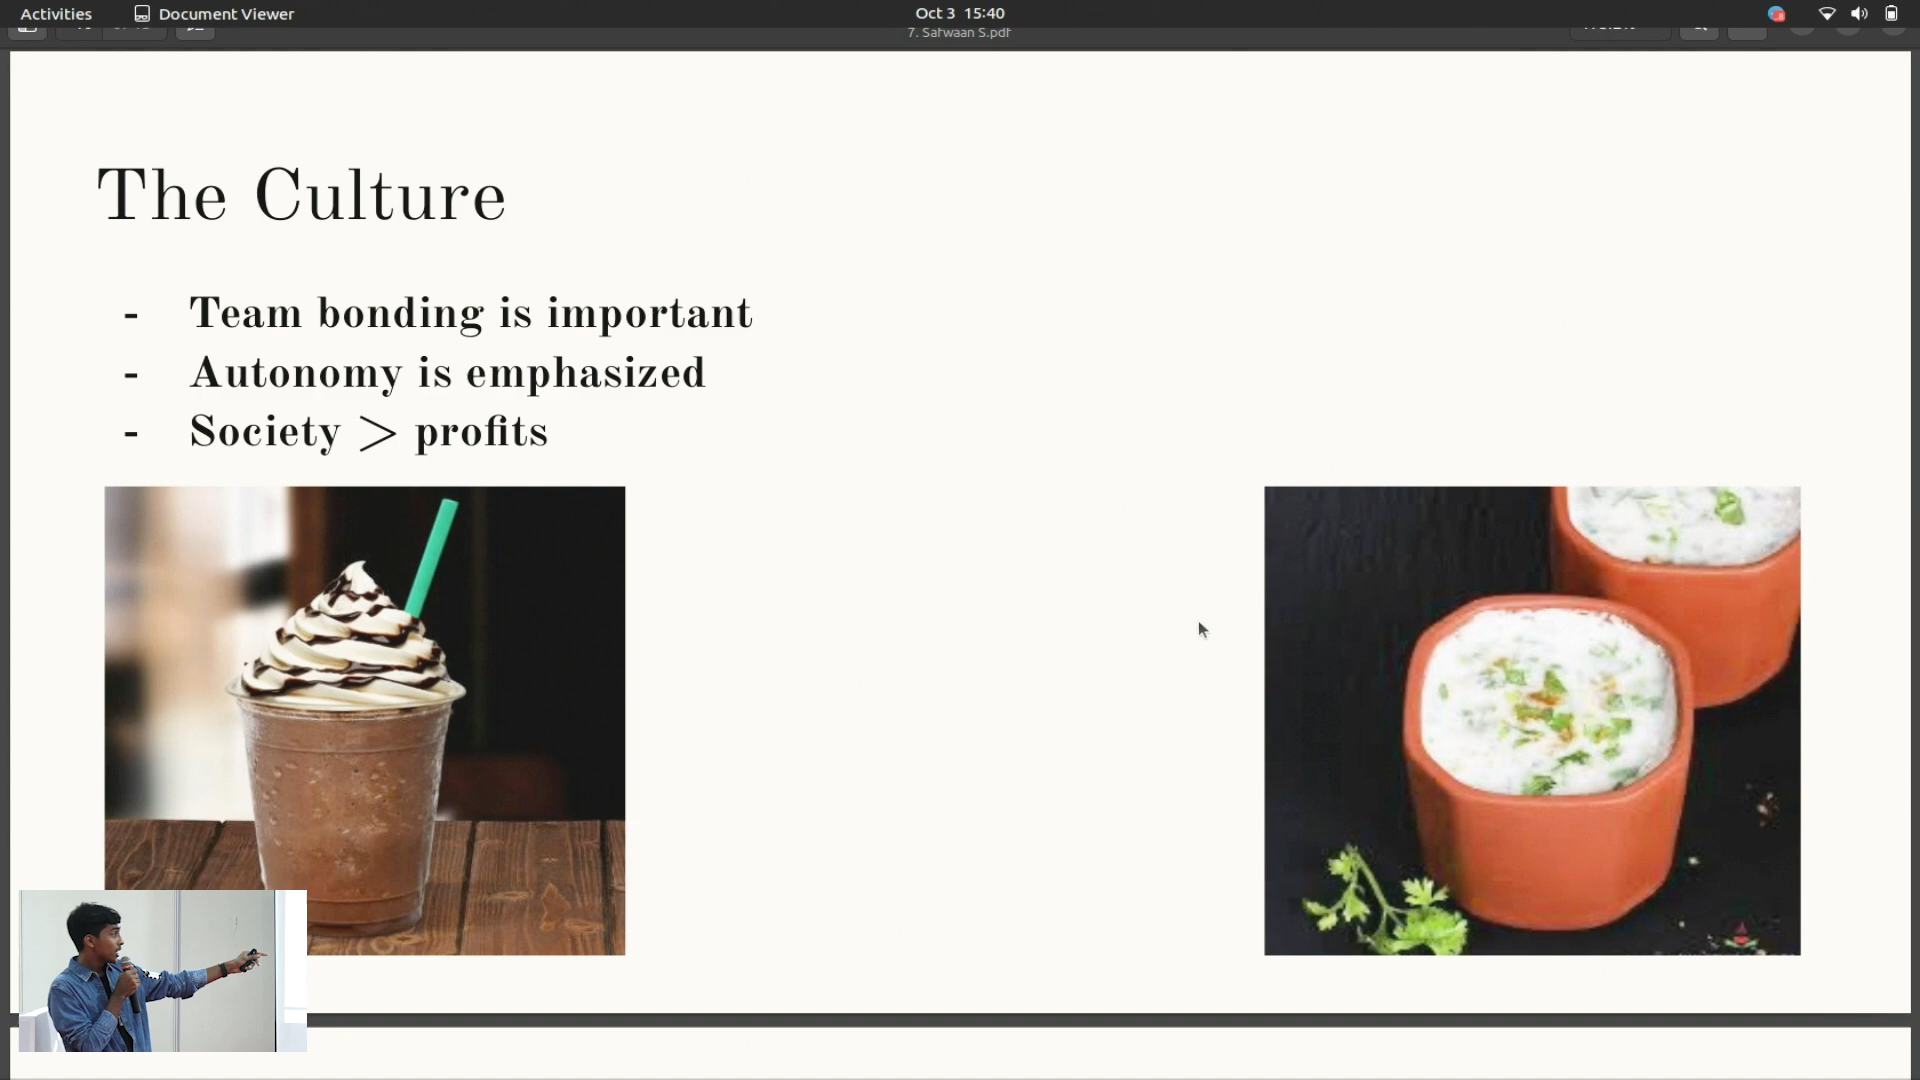 Activities
Document Viewer
Oct 3 15:40
7. Safwaan S.pdf
The Culture
- Team bonding is important
- Autonomy is emphasized
- Society > profits